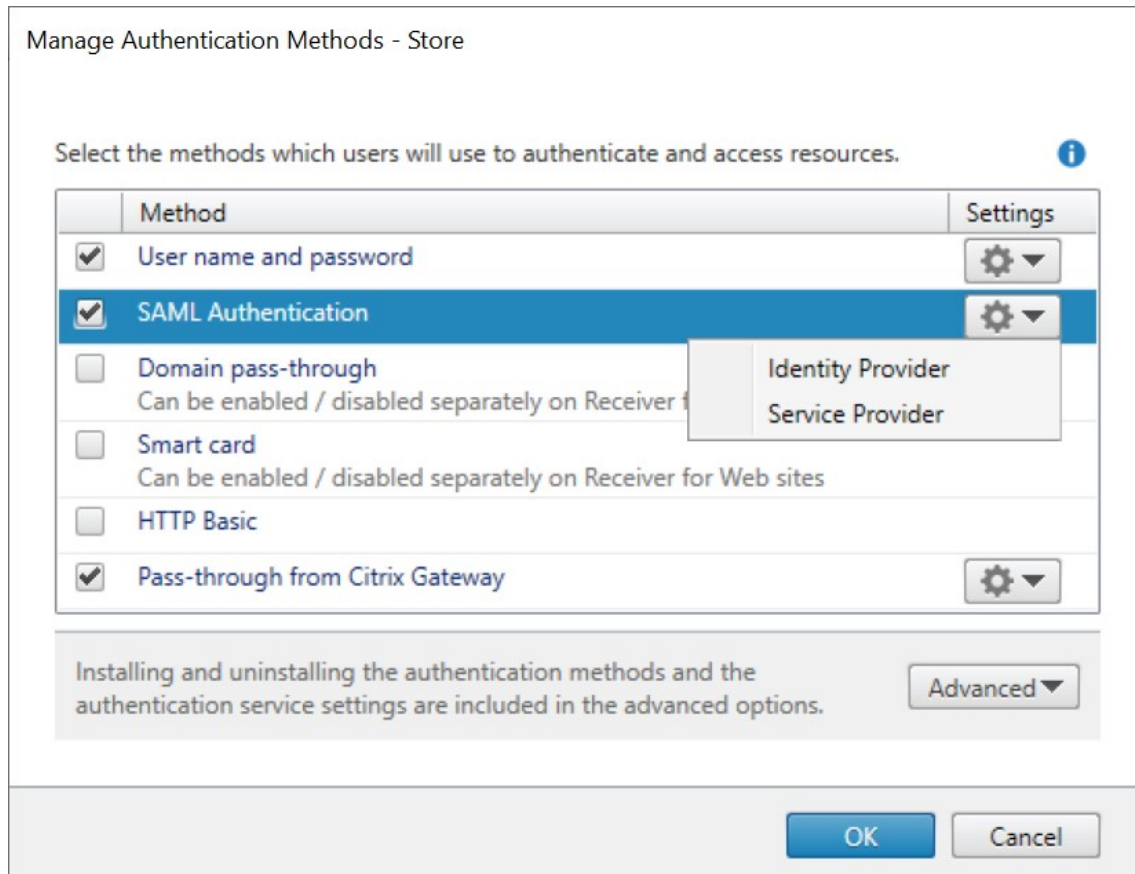 Manage Authentication Methods - Store
Select the methods which users will use to authenticate and access resources.
Method Settings
User name and password
SAML Authentication
Domain pass-through
Can be enabled / disabled separately on Receiver f
Identity Provider
Service Provider
Smart card
Can be enabled / disabled separately on Receiver for Web sites
HTTP Basic
Pass-through from Citrix Gateway
Installing and uninstalling the authentication methods and the
authentication service settings are included in the advanced options.
Advanced
OK Cancel